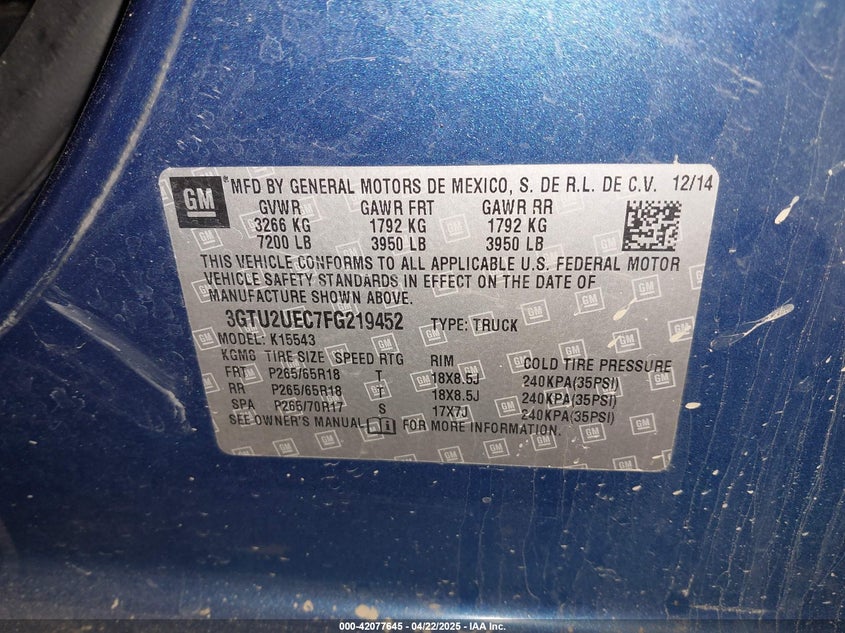 GM ® MFD BY GENERAL MOTORS DE MEXICO, S. DE R.L. DE C.V. 12/14
GVWR GAWR FRT GAWR RR
3266 KG 1792 KG 1792 KG
7200 LB 3950 LB 3950 LB
THIS VEHICLE CONFORMS TO ALL APPLICABLE U.S. FEDERAL MOTOR
VEHICLE SAFETY STANDARDS IN EFFECT ON THE DATE OF
MANUFACTURE SHOWN ABOVE.
3GTU2UEC7FG219452 TYPE: TRUCK
MODEL: K15543
KGMG TIRE SIZE SPEED RTG RIM COLD TIRE PRESSURE
FRT P265/65R18 T 18X8.5J 240KPA(35PSI)
RR P265/65R18 T 18X8.5J 240KPA(35PSI)
SPA P265/70R17 S 17X7J 240KPA(35PSI)
SEE OWNER'S MANUAL i FOR MORE INFORMATION.
000-42077645 - 04/22/2025 - IAA Inc.